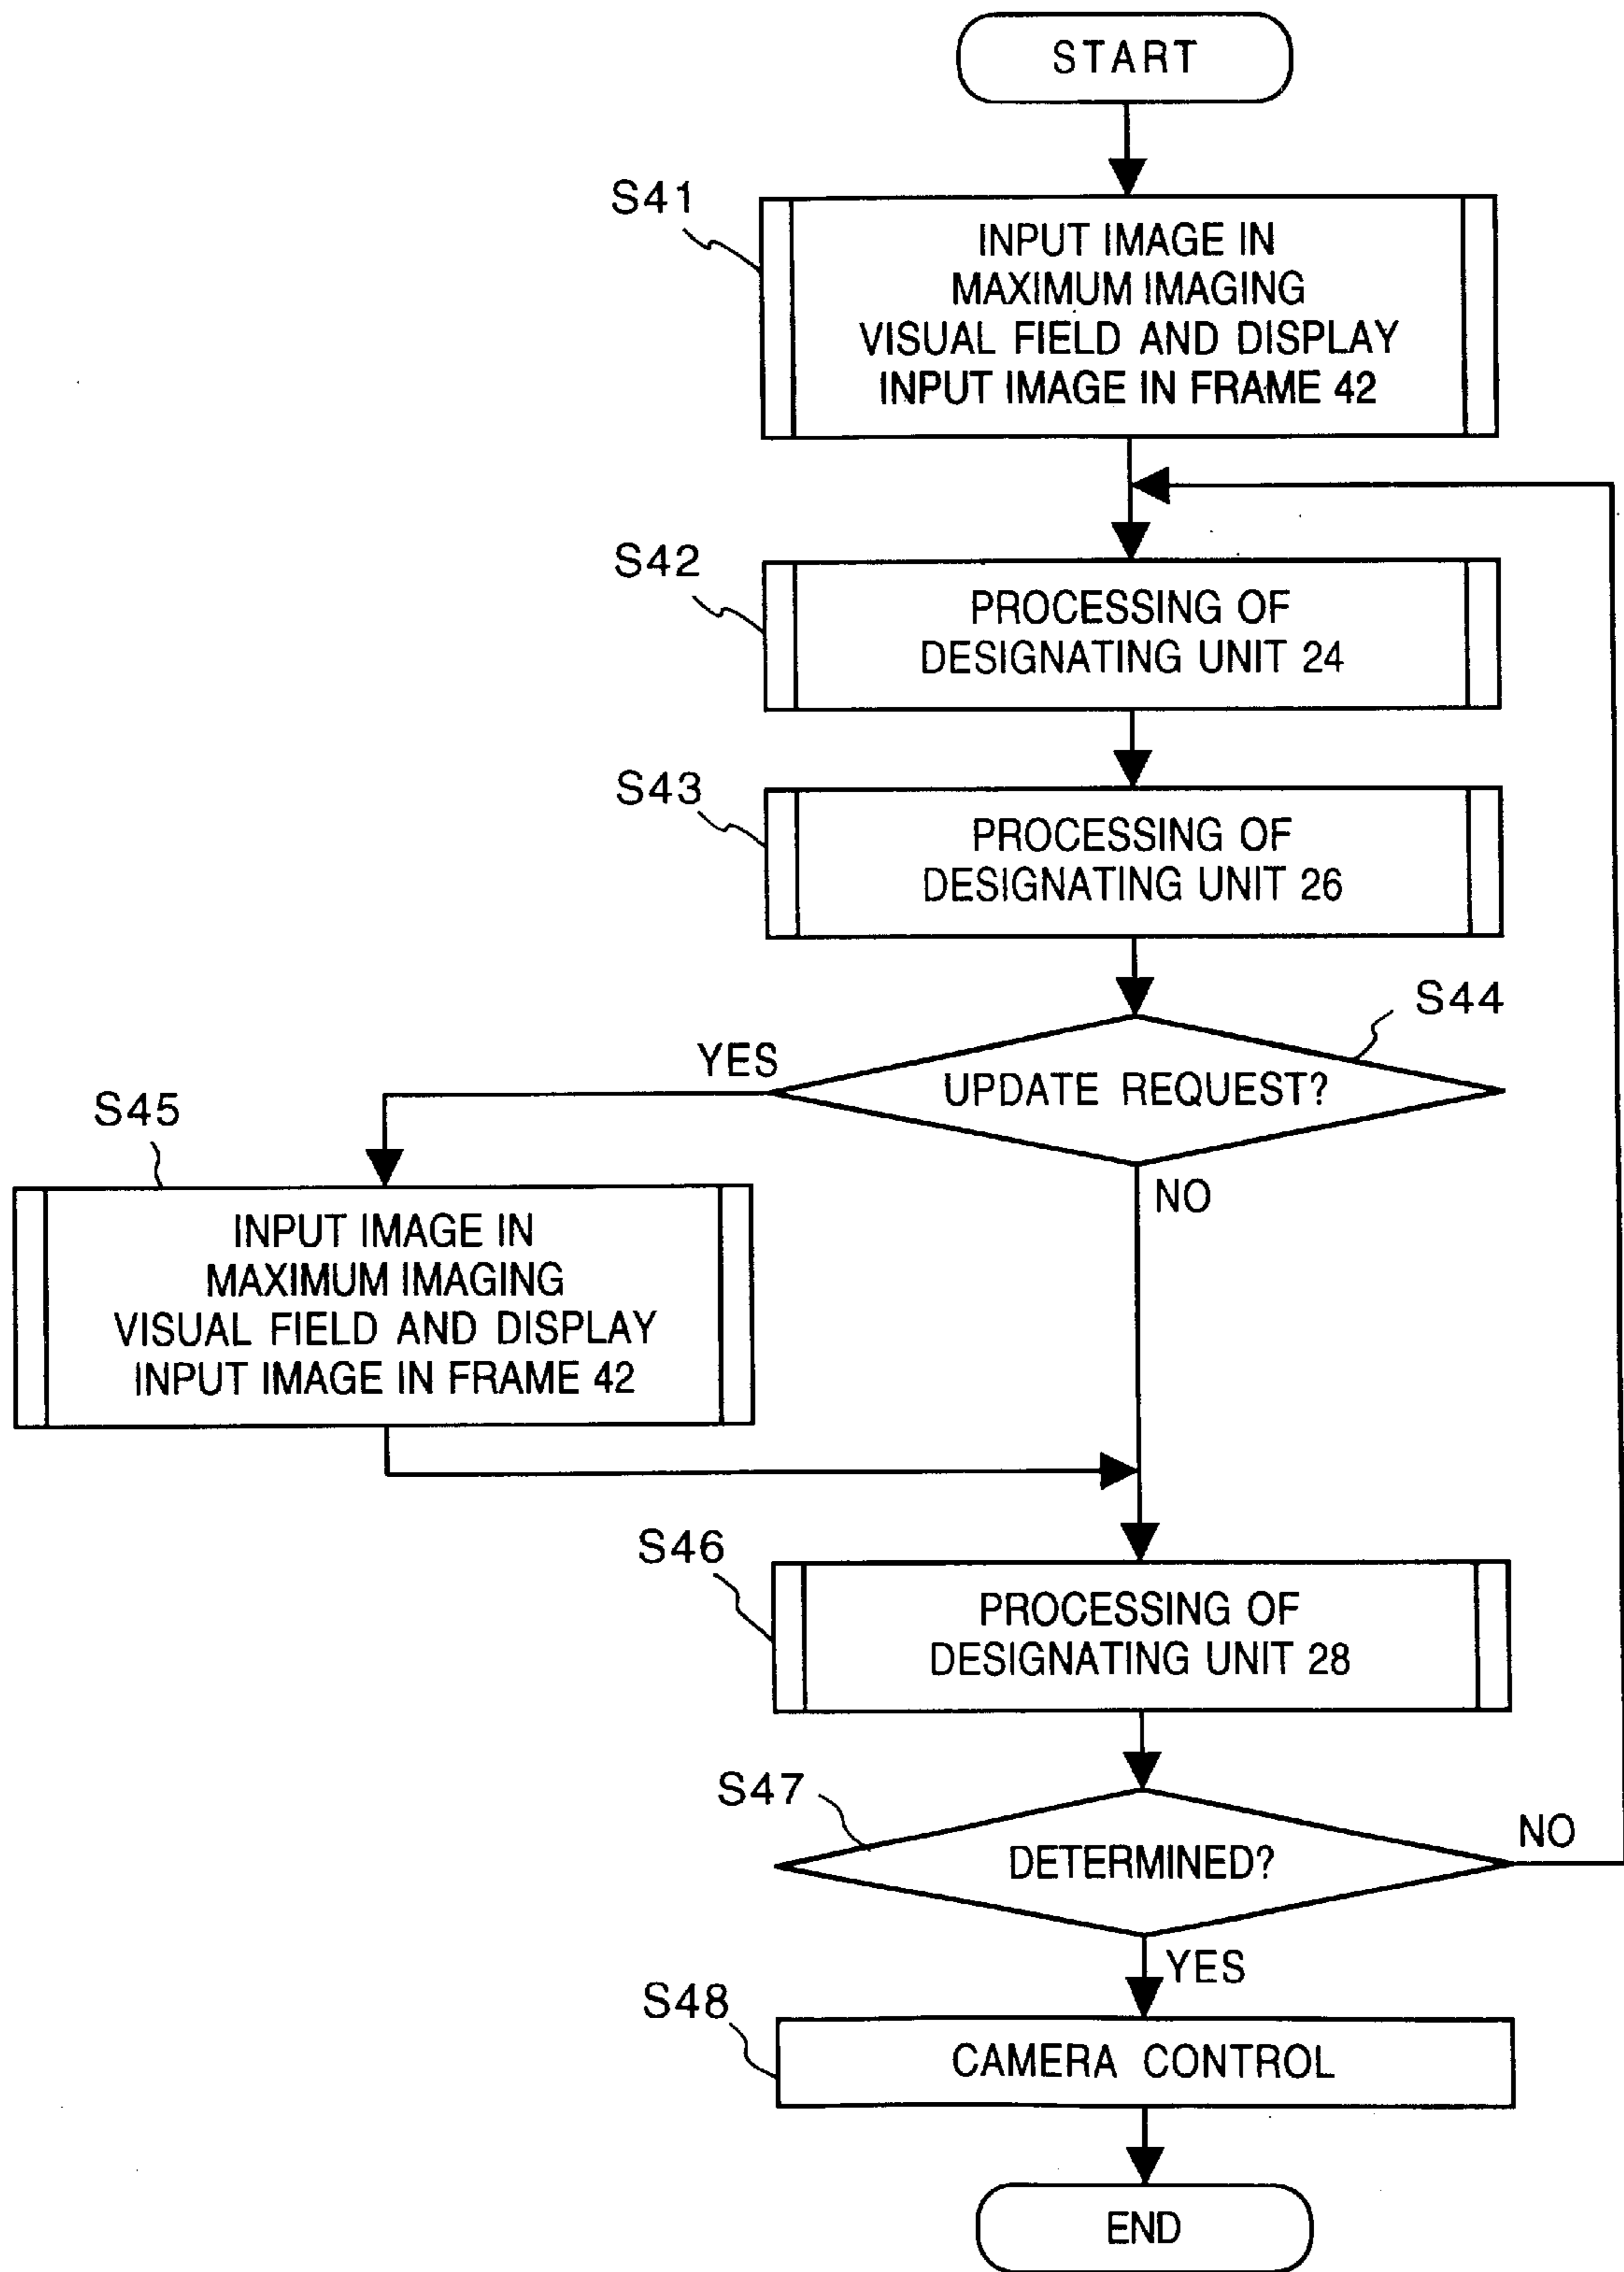 START
S41
INPUT IMAGE IN
MAXIMUM IMAGING
VISUAL FIELD AND DISPLAY
INPUT IMAGE IN FRAME 42
S42
PROCESSING OF
DESIGNATING UNIT 24
S43
PROCESSING OF
DESIGNATING UNIT 26
S44
UPDATE REQUEST?
YES
NO
S45
INPUT IMAGE IN
MAXIMUM IMAGING
VISUAL FIELD AND DISPLAY
INPUT IMAGE IN FRAME 42
S46
PROCESSING OF
DESIGNATING UNIT 28
S47
DETERMINED?
NO
YES
S48
CAMERA CONTROL
END